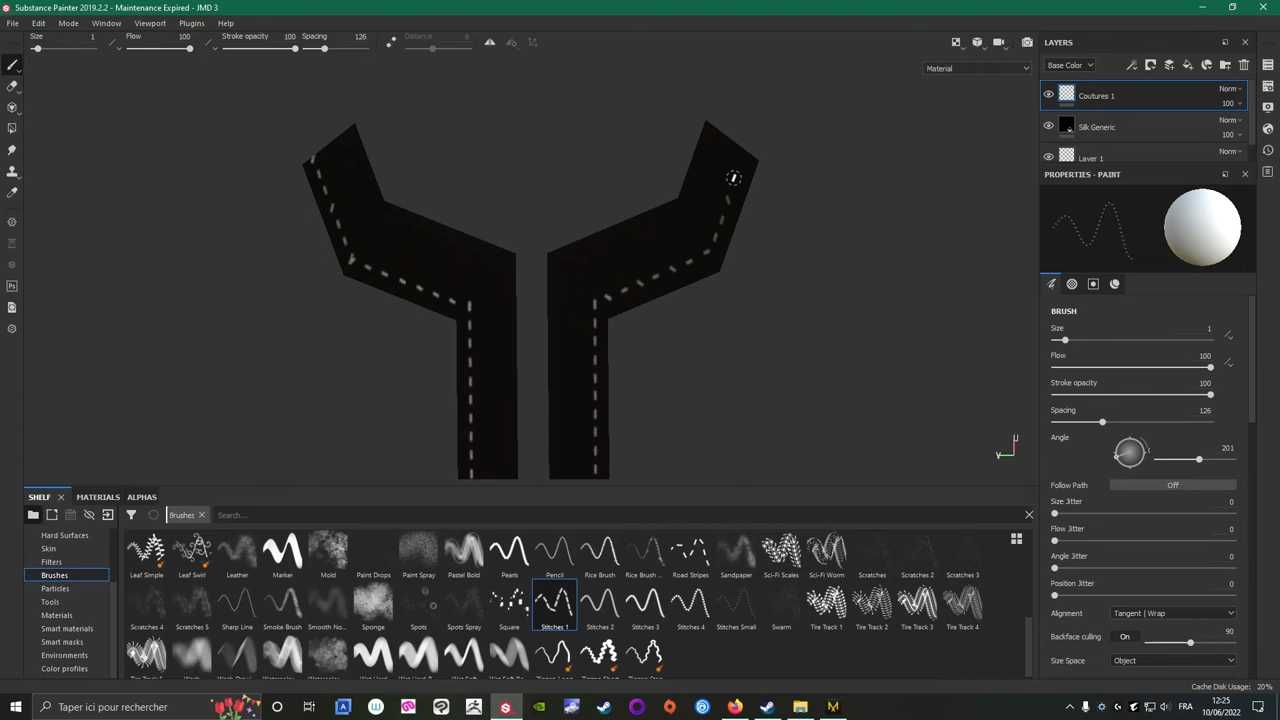 Substance Painter 2019.2.2 - Maintenance Expired - JMD 3
File Edit Mode Window Viewport Plugins Help
Size 1 Flow 100 Stroke opacity 100 Spacing 126 Distance 8
Material
LAYERS
Base Color
Coutures 1 Norm 100
Silk Generic Norm 100
Layer 1 Norm
PROPERTIES - PAINT
BRUSH
Size 1
Flow 100
Stroke opacity 100
Spacing 126
Angle 201
Follow Path Off
Size Jitter 0
Flow Jitter 0
Angle Jitter 0
Position Jitter 0
Alignment Tangent | Wrap
Backface culling On 90
Size Space Object
SHELF MATERIALS ALPHAS
Brushes Search...
Hard Surfaces
Skin
Filters
Brushes
Particles
Tools
Materials
Smart materials
Smart masks
Environments
Color profiles
Leaf Simple Leaf Swirl Leather Marker Mold Paint Drops Paint Spray Pastel Bold Pearls Pencil Rice Brush Rice Brush ... Road Stripes Sandpaper Sci-Fi Scales Sci-Fi Worm Scratches Scratches 2 Scratches 3
Scratches 4 Scratches 5 Sharp Line Smoke Brush Smooth No... Sponge Spots Spots Spray Square Stitches 1 Stitches 2 Stitches 3 Stitches 4 Stitches Small Swarm Tire Track 1 Tire Track 2 Tire Track 3 Tire Track 4
Cache Disk Usage: 20%
Taper ici pour rechercher
FRA
12:25
10/06/2022